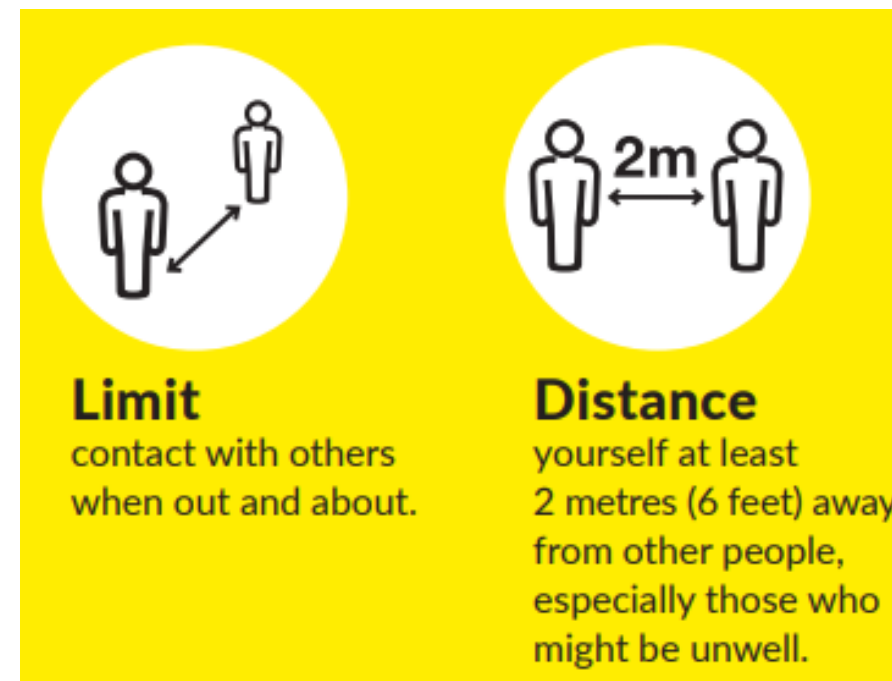 2m
Limit
contact with others
when out and about.
Distance
yourself at least
2 metres (6 feet) away
from other people,
especially those who
might be unwell.